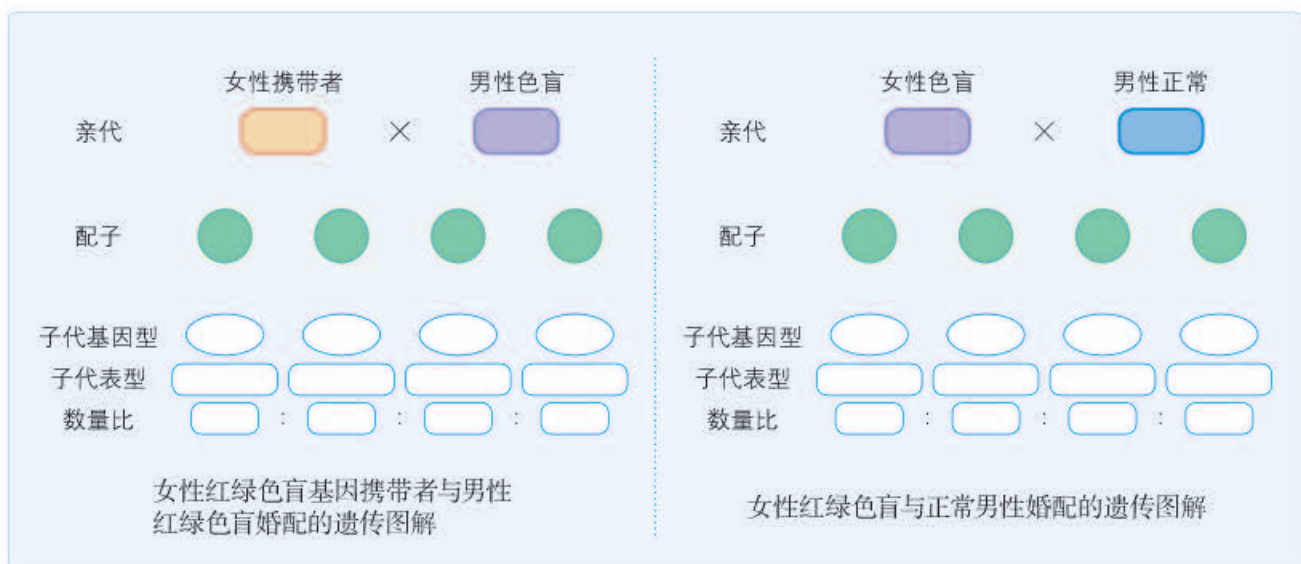 女性携带者 男性色盲
亲代 ×
配子
子代基因型
子代表型
数量比 : : :
女性红绿色盲基因携带者与男性
红绿色盲婚配的遗传图解
女性色盲 男性正常
亲代 ×
配子
子代基因型
子代表型
数量比 : : :
女性红绿色盲与正常男性婚配的遗传图解